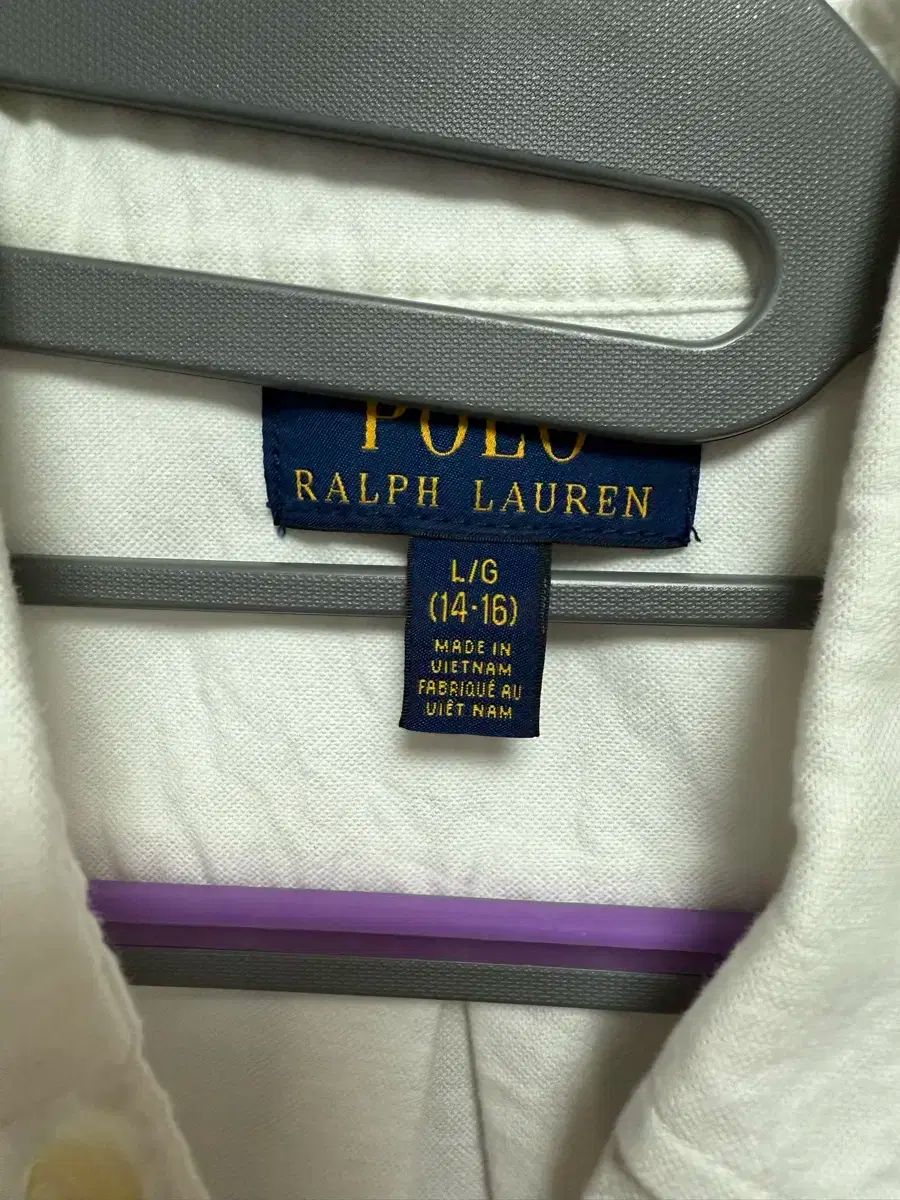 POLO
RALPH LAUREN
L/G
(14-16)
MADE IN
VIETNAM
FABRIQUÉ AU
VIÊT NAM